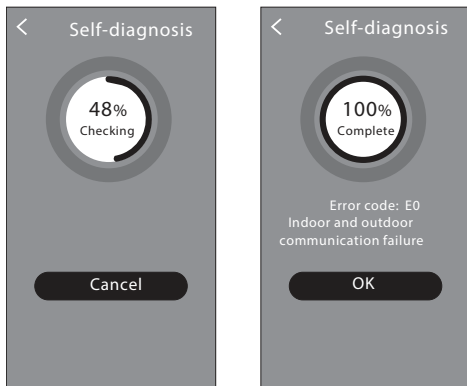 Self-diagnosis
48%
Checking
Cancel
Self-diagnosis
100%
Complete
Error code: E0
Indoor and outdoor
communication failure
OK